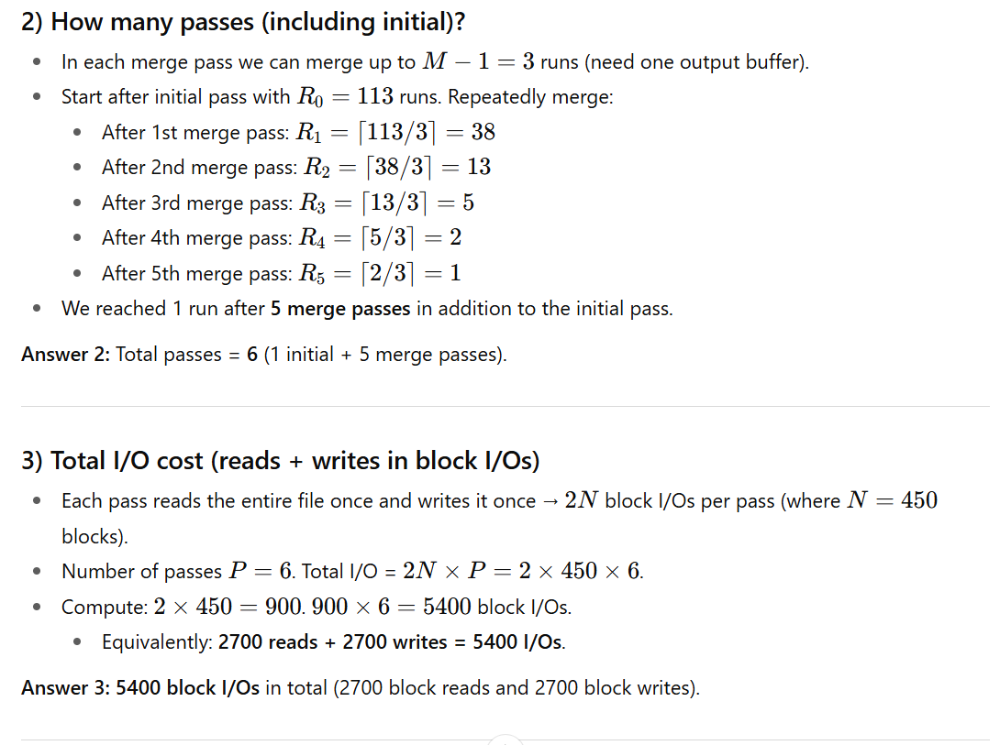 2) How many passes (including initial)?
• In each merge pass we can merge up to M − 1 = 3 runs (need one output buffer).
• Start after initial pass with R₀ = 113 runs. Repeatedly merge:
• After 1st merge pass: R₁ = ⌈113/3⌉ = 38
• After 2nd merge pass: R₂ = ⌈38/3⌉ = 13
• After 3rd merge pass: R₃ = ⌈13/3⌉ = 5
• After 4th merge pass: R₄ = ⌈5/3⌉ = 2
• After 5th merge pass: R₅ = ⌈2/3⌉ = 1
• We reached 1 run after 5 merge passes in addition to the initial pass.
Answer 2: Total passes = 6 (1 initial + 5 merge passes).
3) Total I/O cost (reads + writes in block I/Os)
• Each pass reads the entire file once and writes it once → 2N block I/Os per pass (where N = 450
blocks).
• Number of passes P = 6. Total I/O = 2N × P = 2 × 450 × 6.
• Compute: 2 × 450 = 900. 900 × 6 = 5400 block I/Os.
• Equivalently: 2700 reads + 2700 writes = 5400 I/Os.
Answer 3: 5400 block I/Os in total (2700 block reads and 2700 block writes).